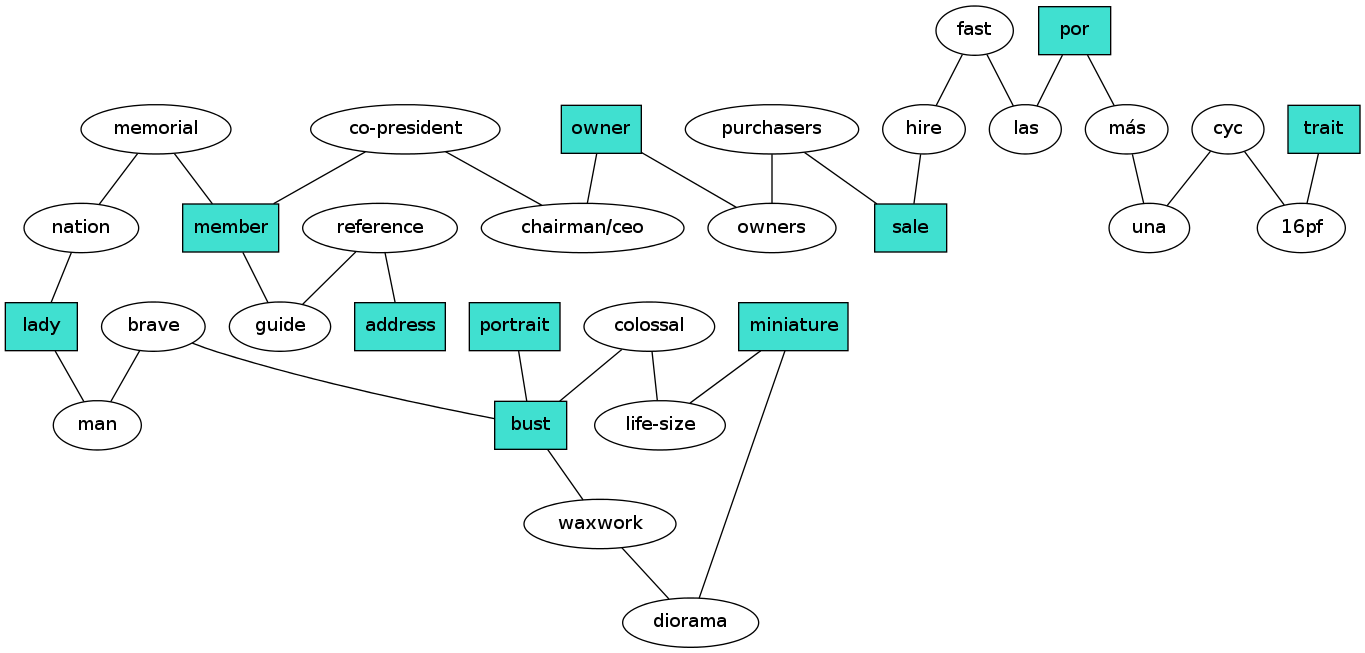 fast
por
memorial
co-president
owner
purchasers
hire
las
más
cyc
trait
nation
member
reference
chairman/ceo
owners
sale
una
16pf
lady
brave
guide
address
portrait
colossal
miniature
man
bust
life-size
waxwork
diorama